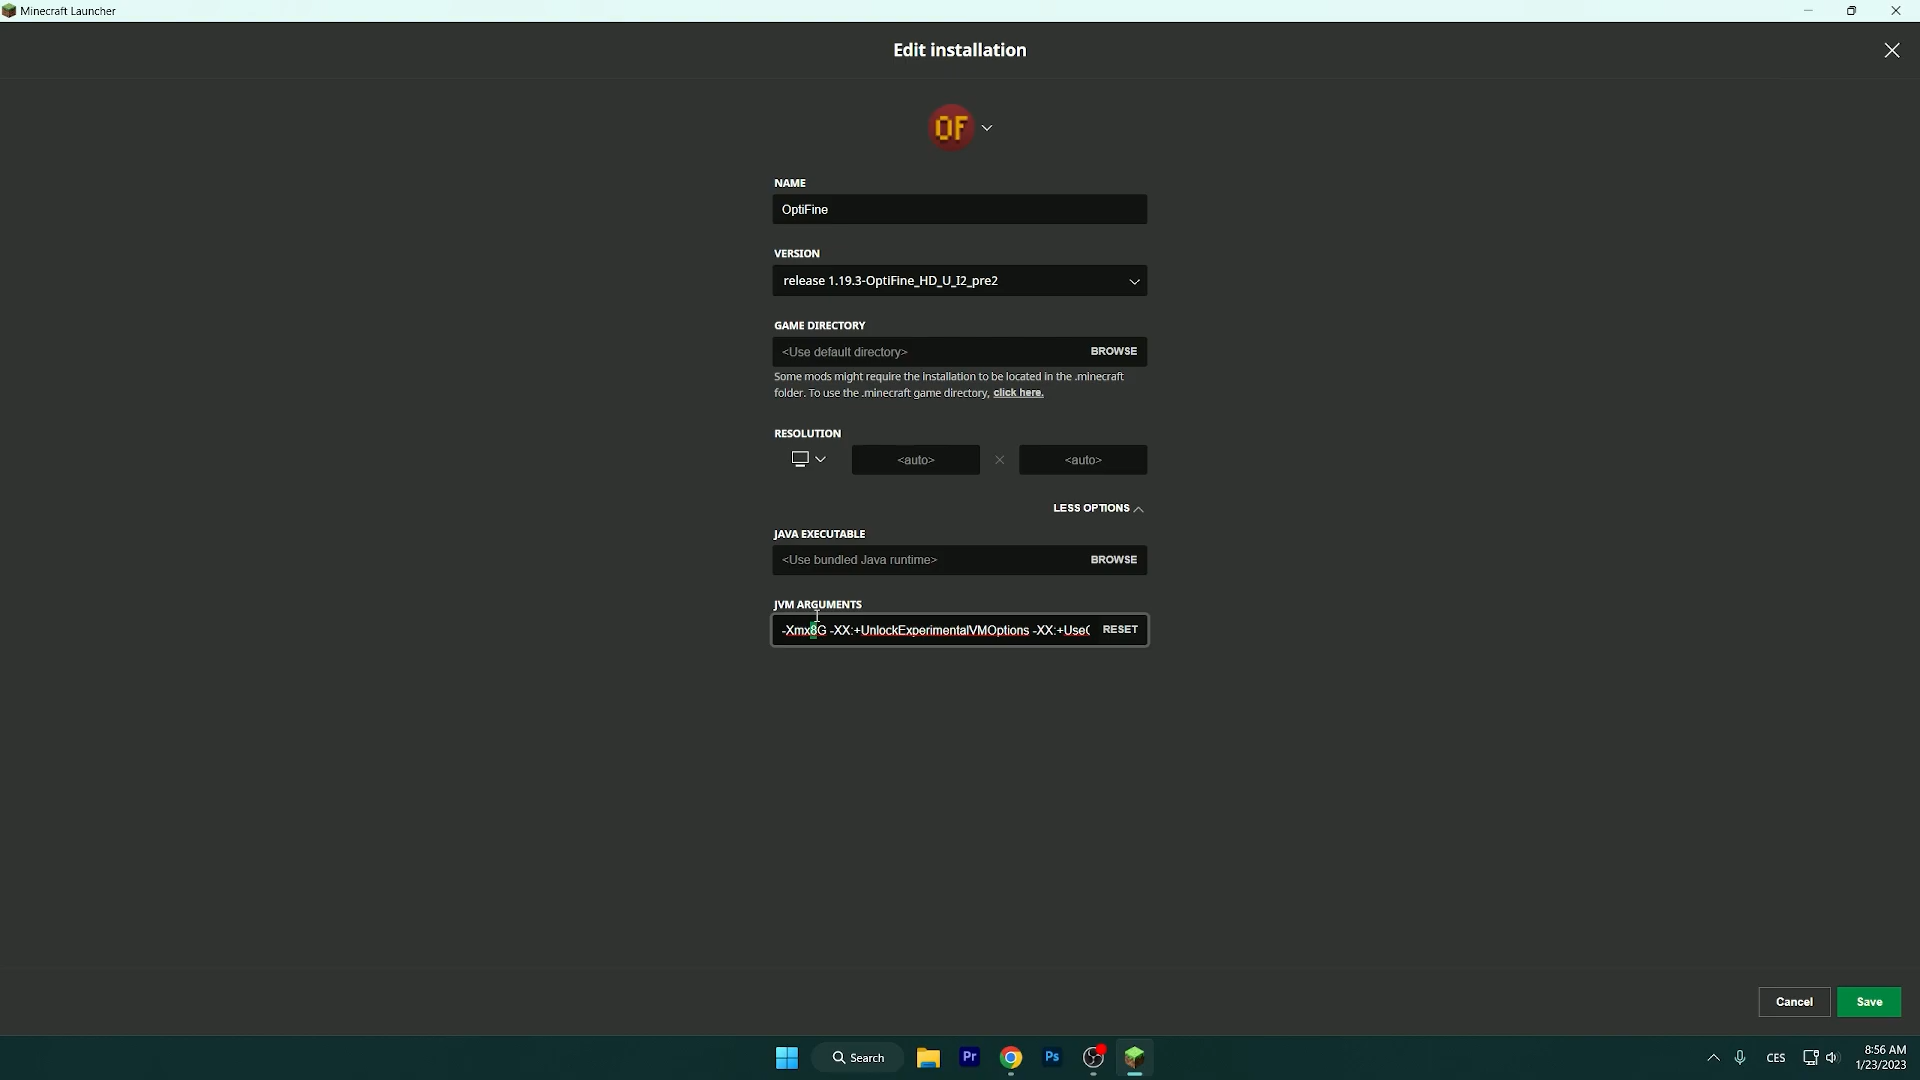 Minecraft Launcher
Edit installation
OF
NAME
OptiFine
VERSION
release 1.19.3-OptiFine_HD_U_I2_pre2
GAME DIRECTORY
<Use default directory> BROWSE
Some mods might require the installation to be located in the .minecraft
folder. To use the .minecraft game directory, click here.
RESOLUTION
<auto> <auto>
LESS OPTIONS
JAVA EXECUTABLE
<Use bundled Java runtime> BROWSE
JVM ARGUMENTS
-Xmx8G -XX:+UnlockExperimentalVMOptions -XX:+Use RESET
Cancel Save
Search Pr Ps CES 8:56 AM
1/23/2023